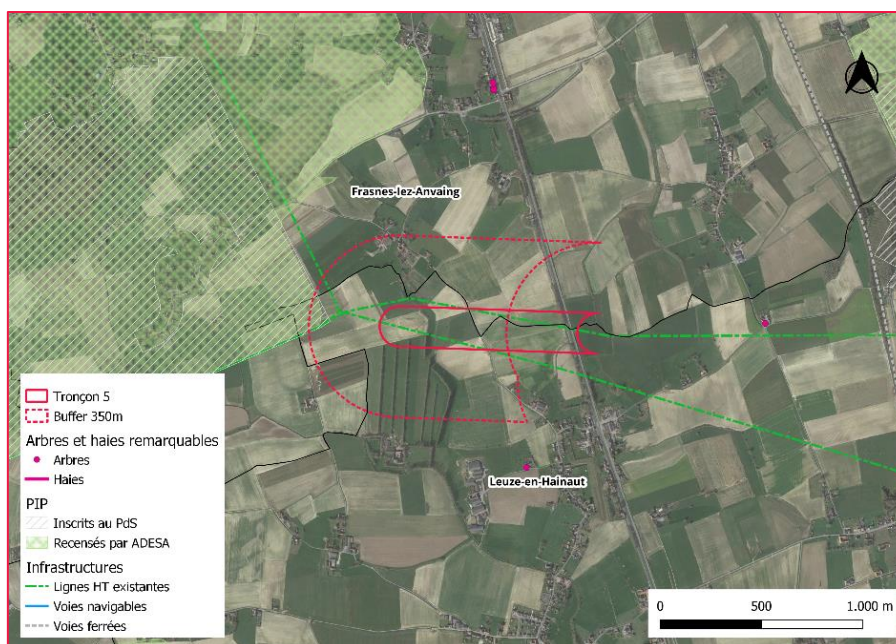 Frasnes-lez-Anvaing
Leuze-en-Hainaut
Tronçon 5
Buffer 350m
Arbres et haies remarquables
Arbres
Haies
PIP
Inscrits au PdS
Recensés par ADESA
Infrastructures
Lignes HT existantes
Voies navigables
Voies ferrées
0 500 1.000 m